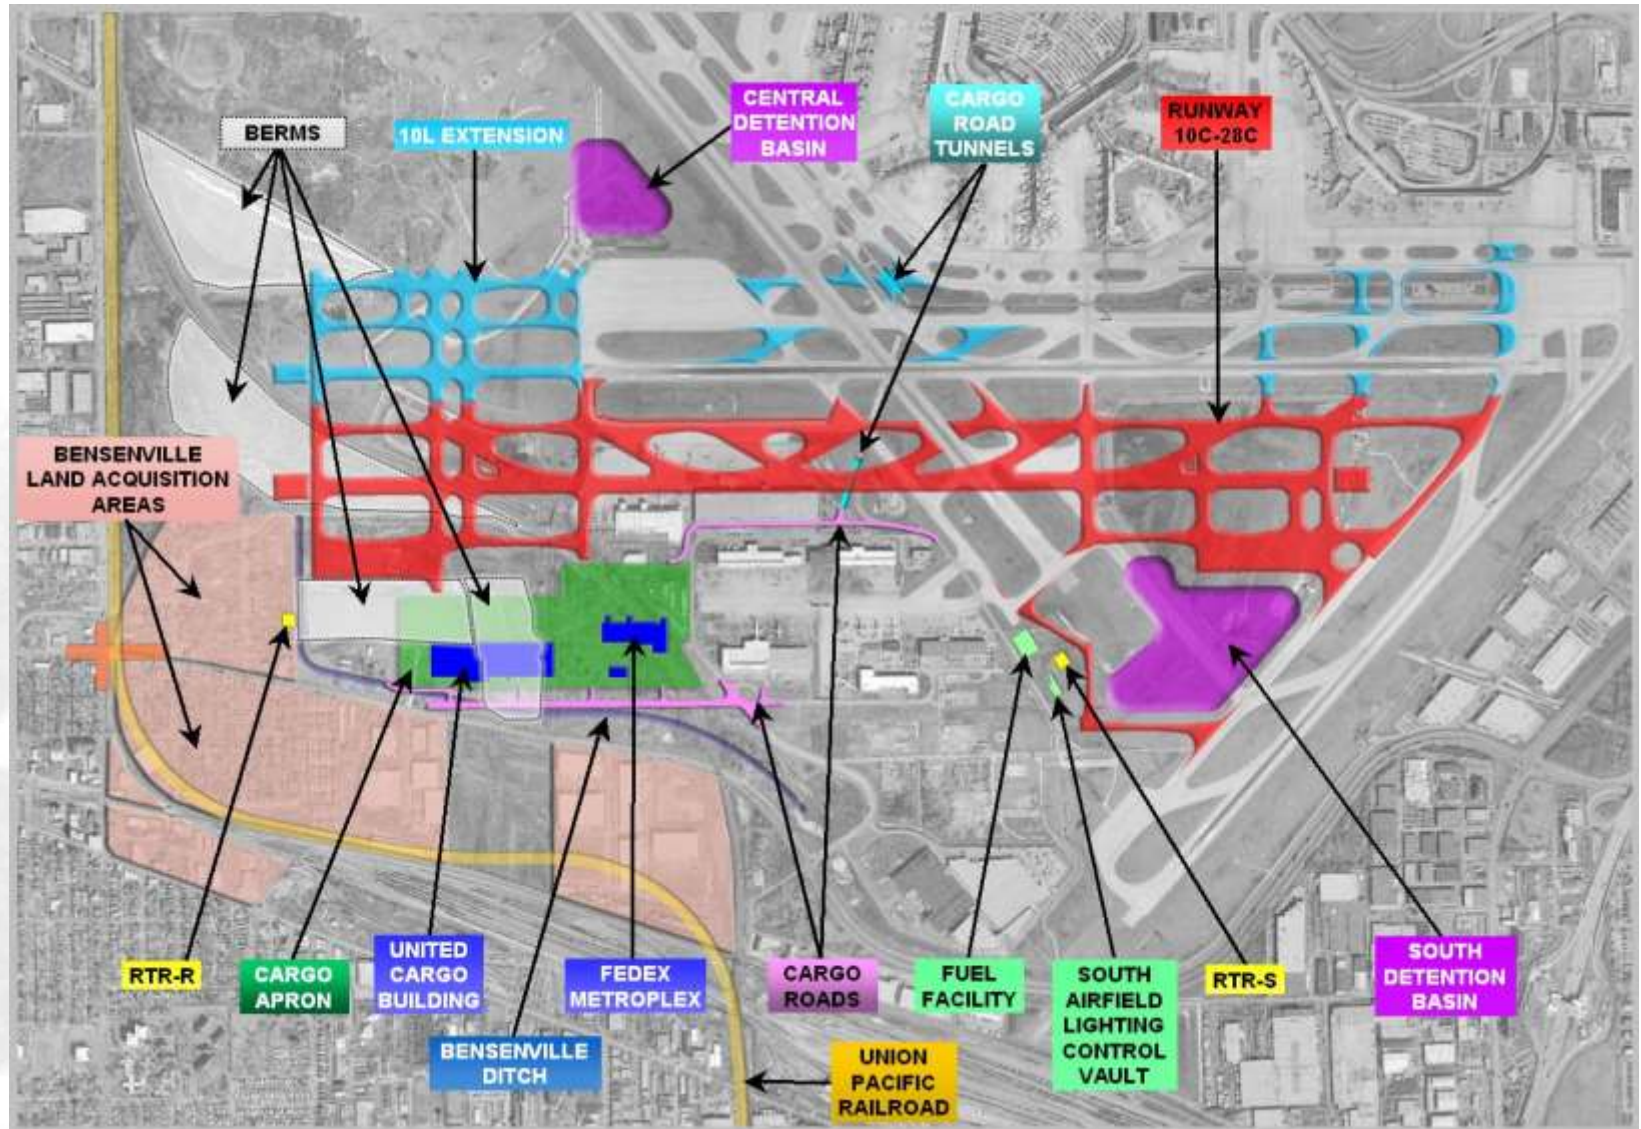 BERMS
10L EXTENSION
CENTRAL
DETENTION
BASIN
CARGO
ROAD
TUNNELS
RUNWAY
10C-28C
BENSENVILLE
LAND ACQUISITION
AREAS
RTR-R
CARGO
APRON
UNITED
CARGO
BUILDING
BENSENVILLE
DITCH
FEDEX
METROPLEX
CARGO
ROADS
UNION
PACIFIC
RAILROAD
FUEL
FACILITY
SOUTH
AIRFIELD
LIGHTING
CONTROL
VAULT
RTR-S
SOUTH
DETENTION
BASIN